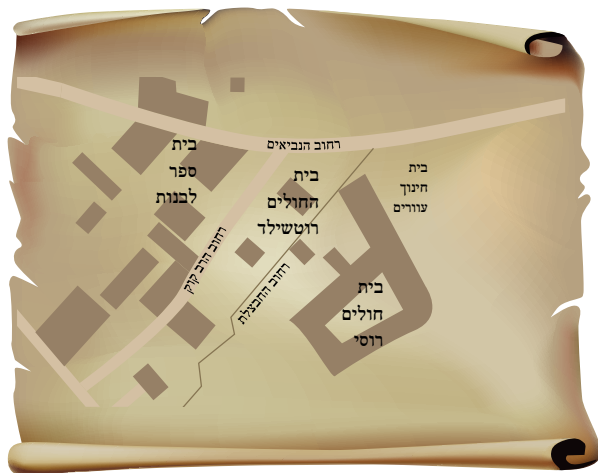 רחוב הנביאים
בית
ספר
לבנות
בית
החולים
רוטשילד
בית
חינוך
עוורים
רחוב הרב קוק
רחוב החבצלת
בית
חולים
רוסי